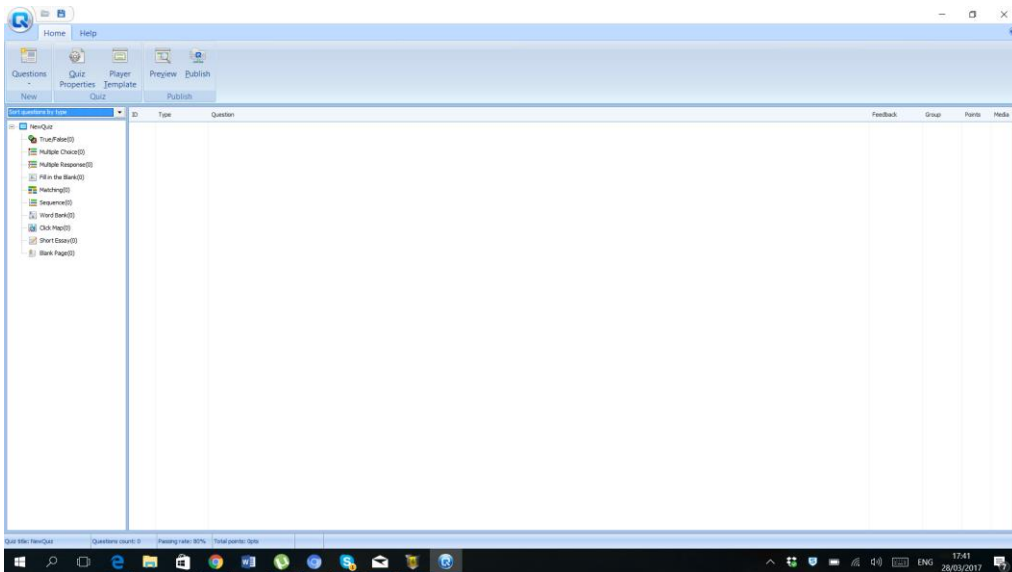 Home Help
Questions Quiz Properties Player Template Preview Publish
New Quiz Publish
Sort questions by type ID Type Question Feedback Group Points Media
NewQuiz
True/False(0)
Multiple Choice(0)
Multiple Response(0)
Fill in the Blank(0)
Matching(0)
Sequence(0)
Word Bank(0)
Click Map(0)
Short Essay(0)
Blank Page(0)
Quiz title: NewQuiz Questions count: 0 Passing rate: 80% Total points: 0pts
ENG 17:41
28/03/2017